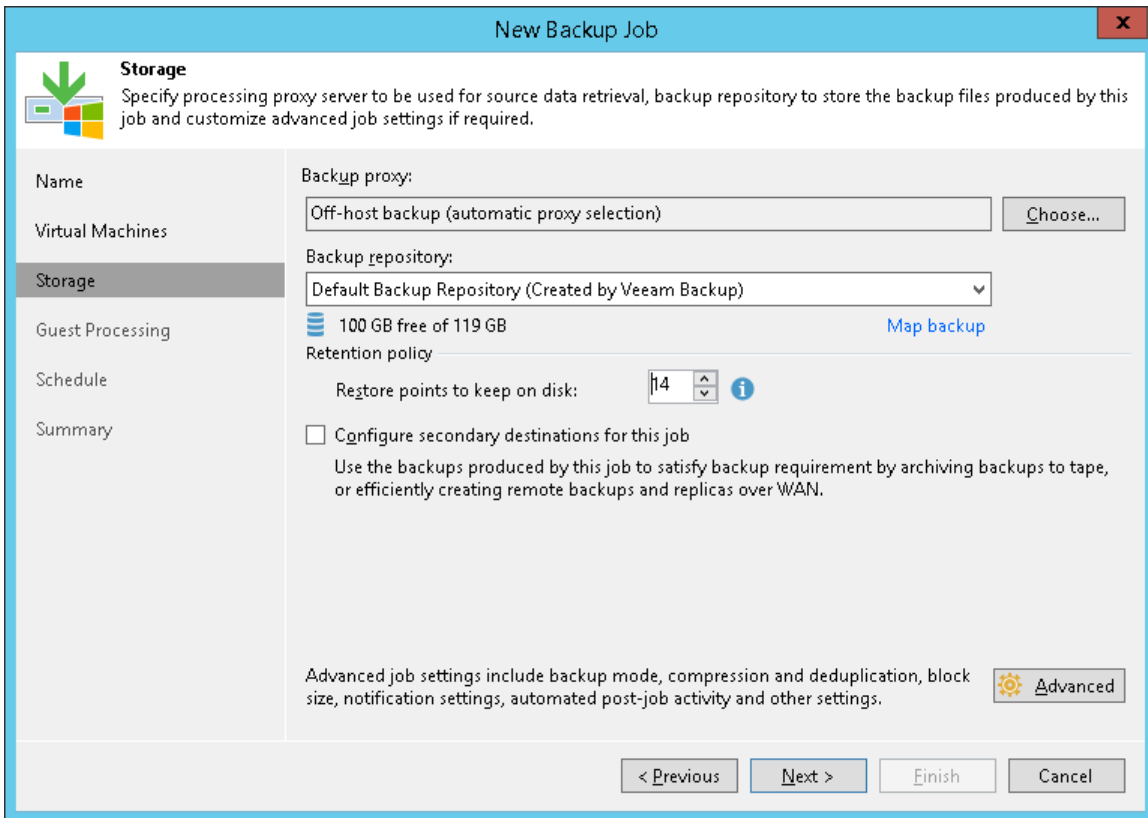 New Backup Job
x
Storage
Specify processing proxy server to be used for source data retrieval, backup repository to store the backup files produced by this
job and customize advanced job settings if required.
Name
Virtual Machines
Storage
Guest Processing
Schedule
Summary
Backup proxy:
Off-host backup (automatic proxy selection)
Choose...
Backup repository:
Default Backup Repository (Created by Veeam Backup)
100 GB free of 119 GB
Map backup
Retention policy
Restore points to keep on disk:
14
i
Configure secondary destinations for this job
Use the backups produced by this job to satisfy backup requirement by archiving backups to tape,
or efficiently creating remote backups and replicas over WAN.
Advanced job settings include backup mode, compression and deduplication, block
size, notification settings, automated post-job activity and other settings.
Advanced
< Previous
Next >
Finish
Cancel